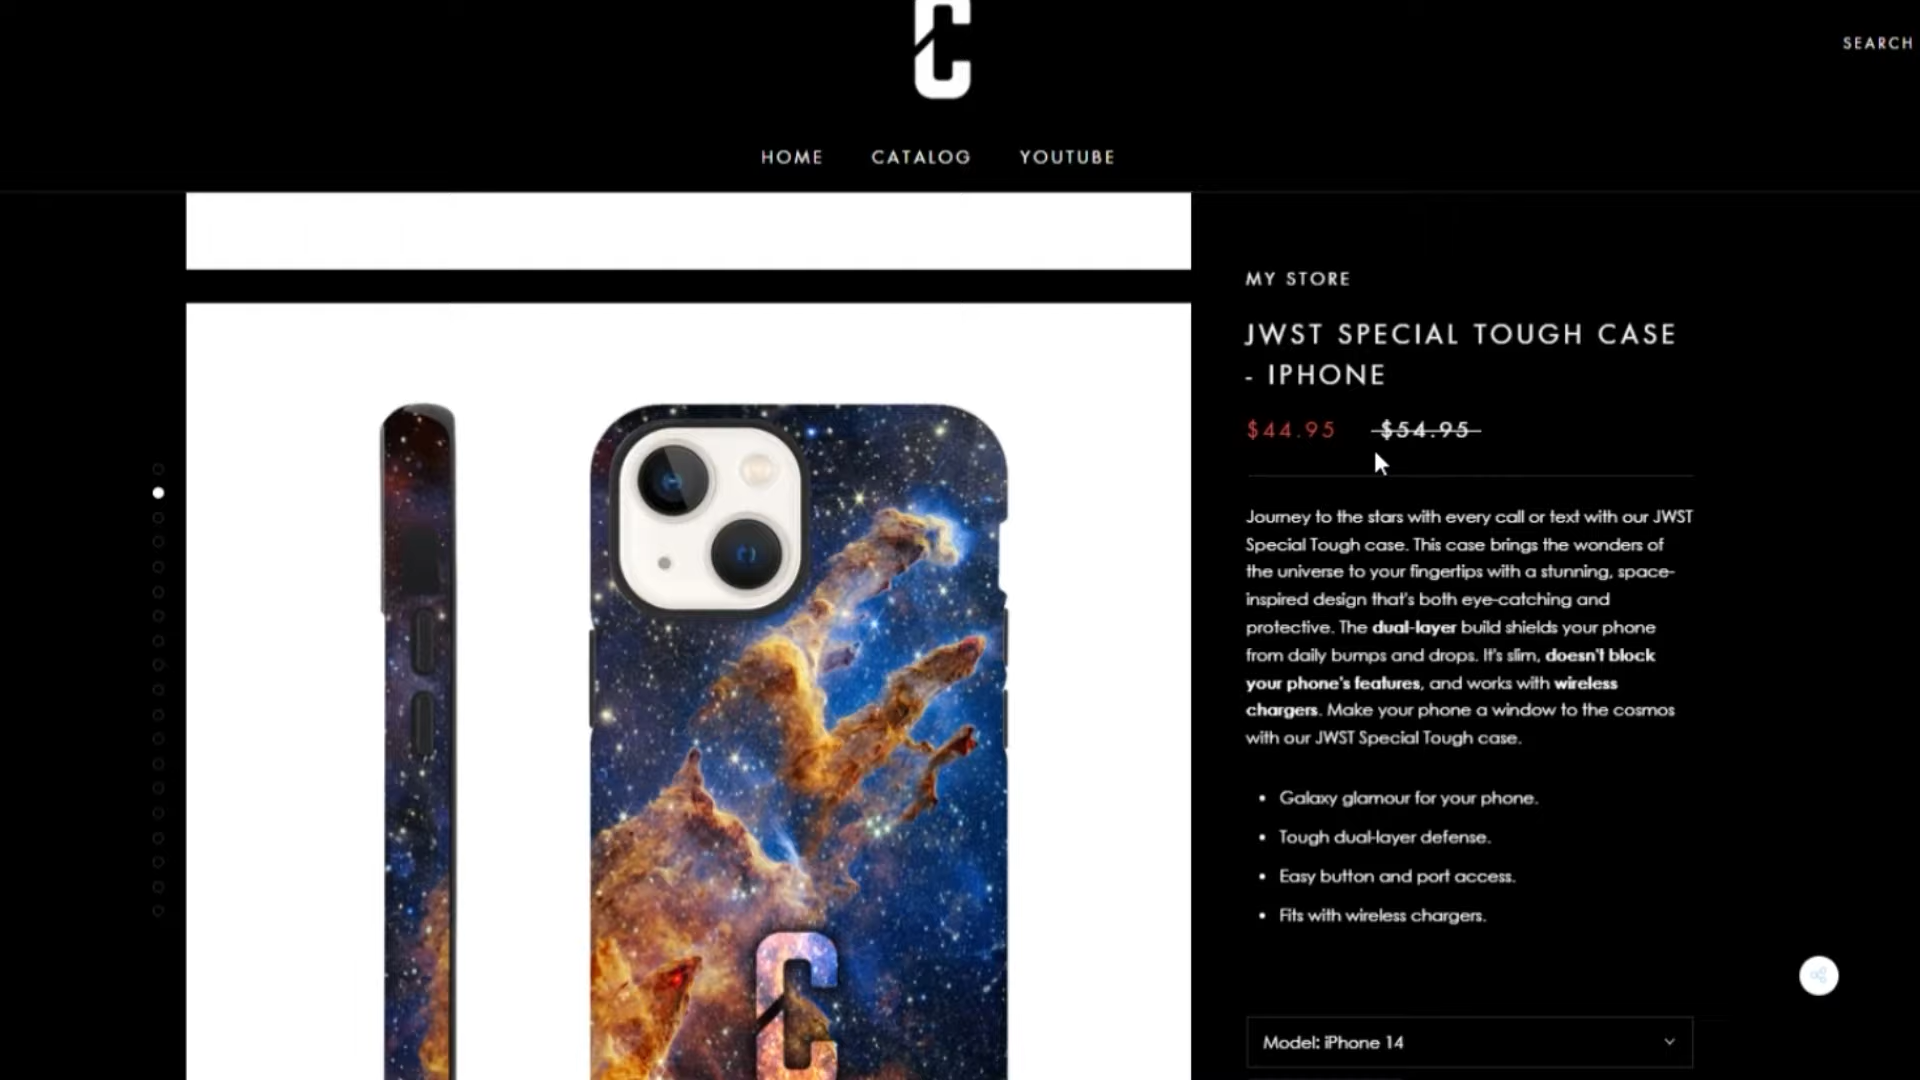 C
SEARCH
HOME CATALOG YOUTUBE
MY STORE
JWST SPECIAL TOUGH CASE
- IPHONE
$44.95 $54.95
Journey to the stars with every call or text with our JWST
Special Tough case. This case brings the wonders of
the universe to your fingertips with a stunning, space-
inspired design that's both eye-catching and
protective. The dual-layer build shields your phone
from daily bumps and drops. It's slim, doesn't block
your phone's features, and works with wireless
chargers. Make your phone a window to the cosmos
with our JWST Special Tough case.
• Galaxy glamour for your phone.
• Tough dual-layer defense.
• Easy button and port access.
• Fits with wireless chargers.
C
Model: iPhone 14